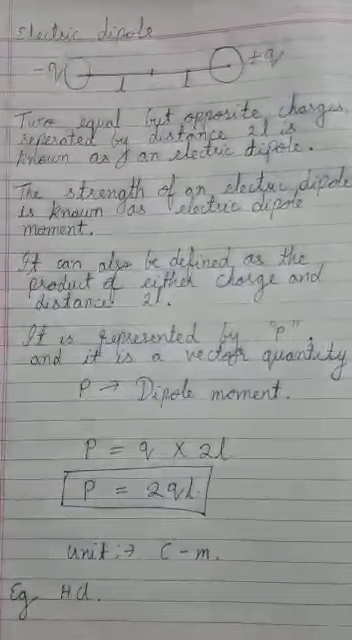 Electric dipole
-q +q
l l
Two equal but opposite charges
seperated by distance 2l is
known as an electric dipole.
The strength of an electric dipole
is known as electric dipole
moment.
It can also be defined as the
product of either charge and
distance 2l.
It is represented by "p",
and it is a vector quantity
P → Dipole moment.
P = q × 2l
P = 2ql.
unit :→ C-m.
Eg HCl.